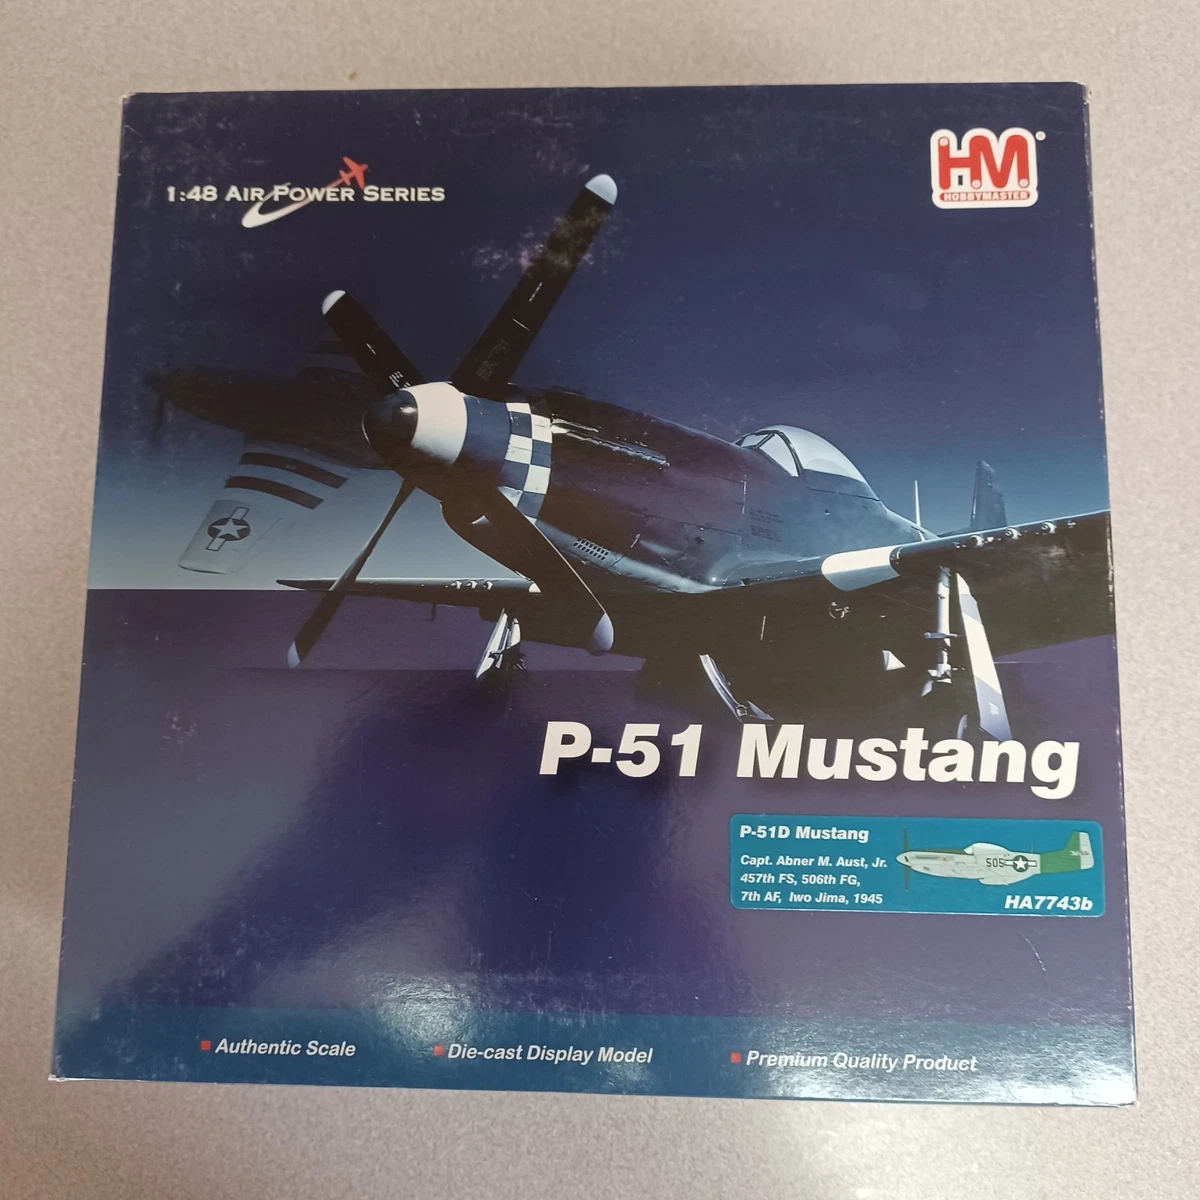 1:48 AIR POWER SERIES
HM
HOBBYMASTER
P-51 Mustang
P-51D Mustang
Capt. Abner M. Aust, Jr.
457th FS, 506th FG,
7th AF, Iwo Jima, 1945
505
HA7743b
Authentic Scale
Die-cast Display Model
Premium Quality Product